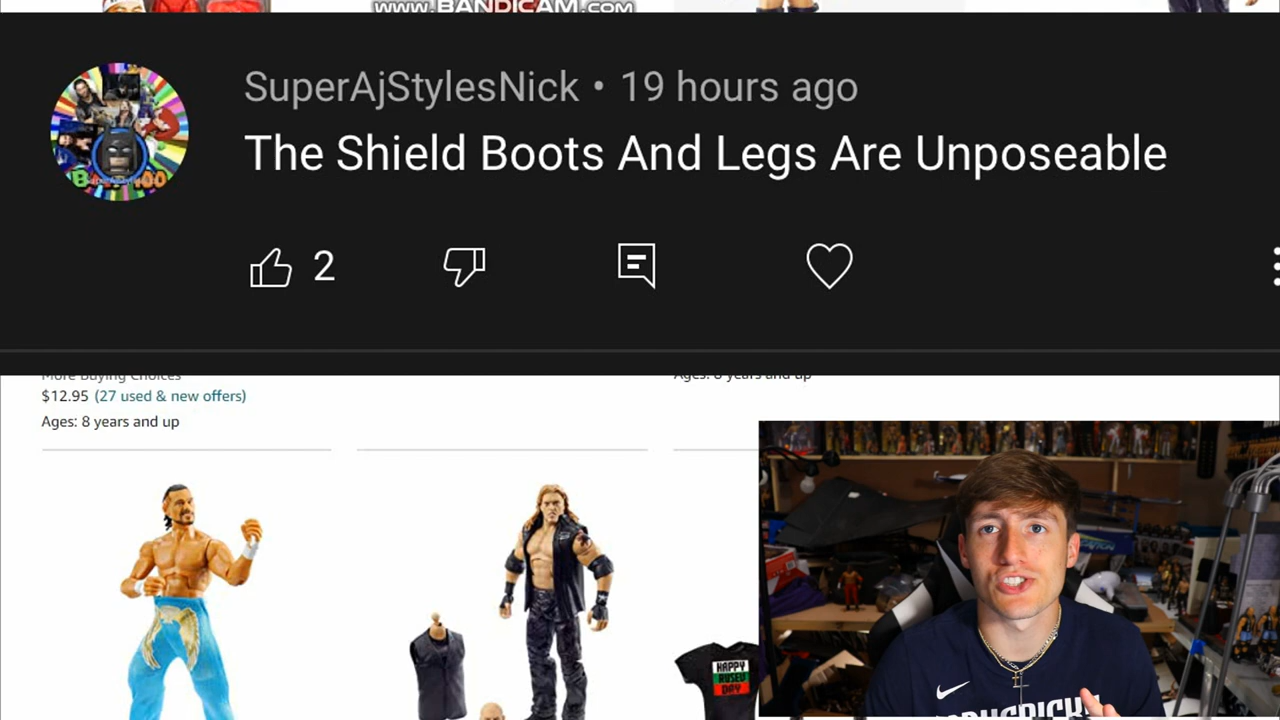 www.BANDICAM.com
SuperAjStylesNick • 19 hours ago
The Shield Boots And Legs Are Unposeable
2
More Buying Choices
$12.95 (27 used & new offers)
Ages: 8 years and up
Ages: 8 years and up
HAPPY
RUSEV
DAY